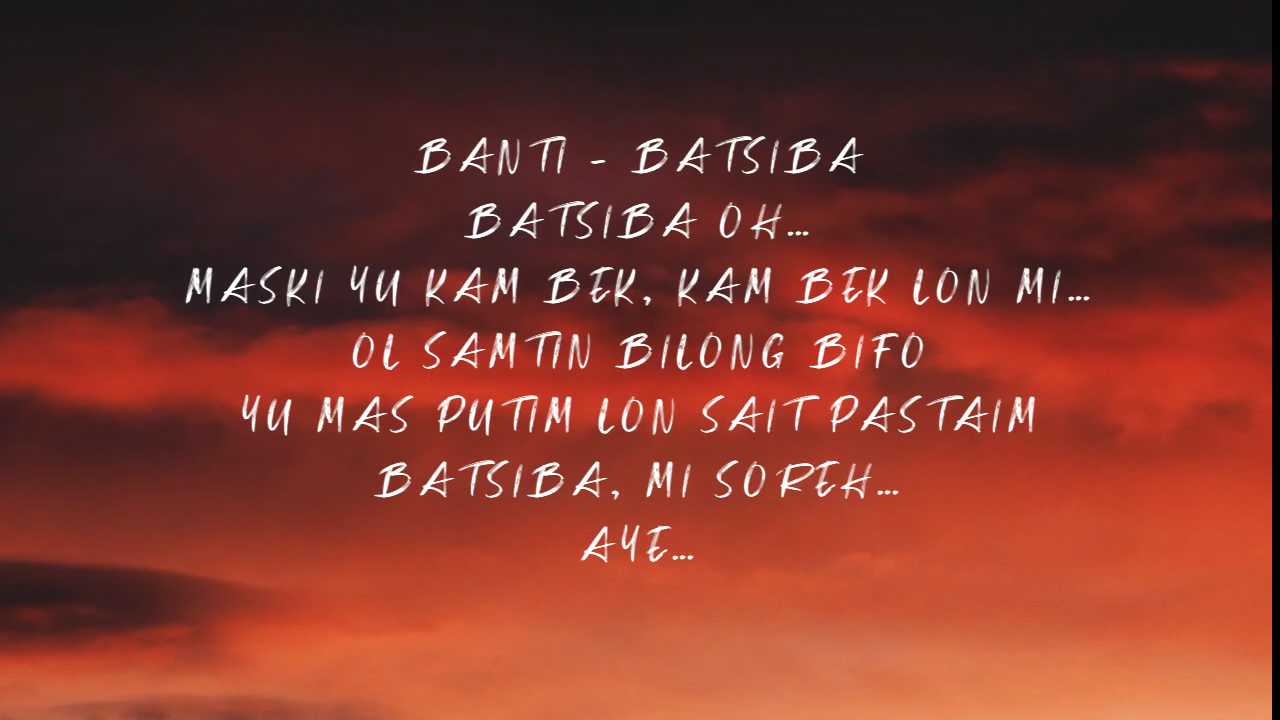 BANTI - BATSIBA
BATSIBA OH...
MASKI YU KAM BEK, KAM BEK LON MI...
OL SAMTIN BILONG BIFO
YU MAS PUTIM LON SAIT PASTAIM
BATSIBA, MI SOREH...
AYE...